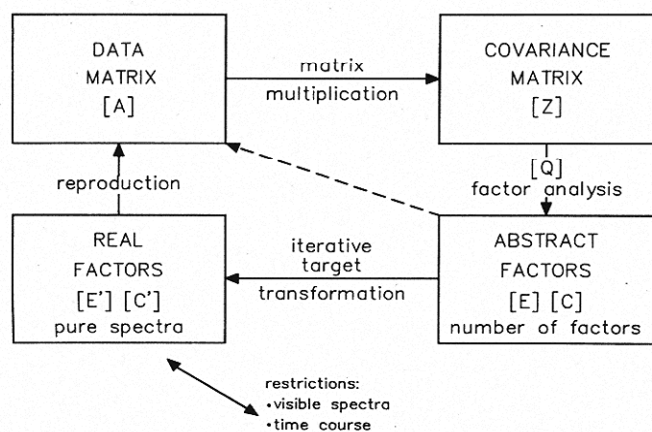 DATA
MATRIX
[A]
matrix
multiplication
COVARIANCE
MATRIX
[Z]
[Q]
factor analysis
reproduction
REAL
FACTORS
[E'] [C']
pure spectra
iterative
target
transformation
ABSTRACT
FACTORS
[E] [C]
number of factors
restrictions:
•visible spectra
•time course